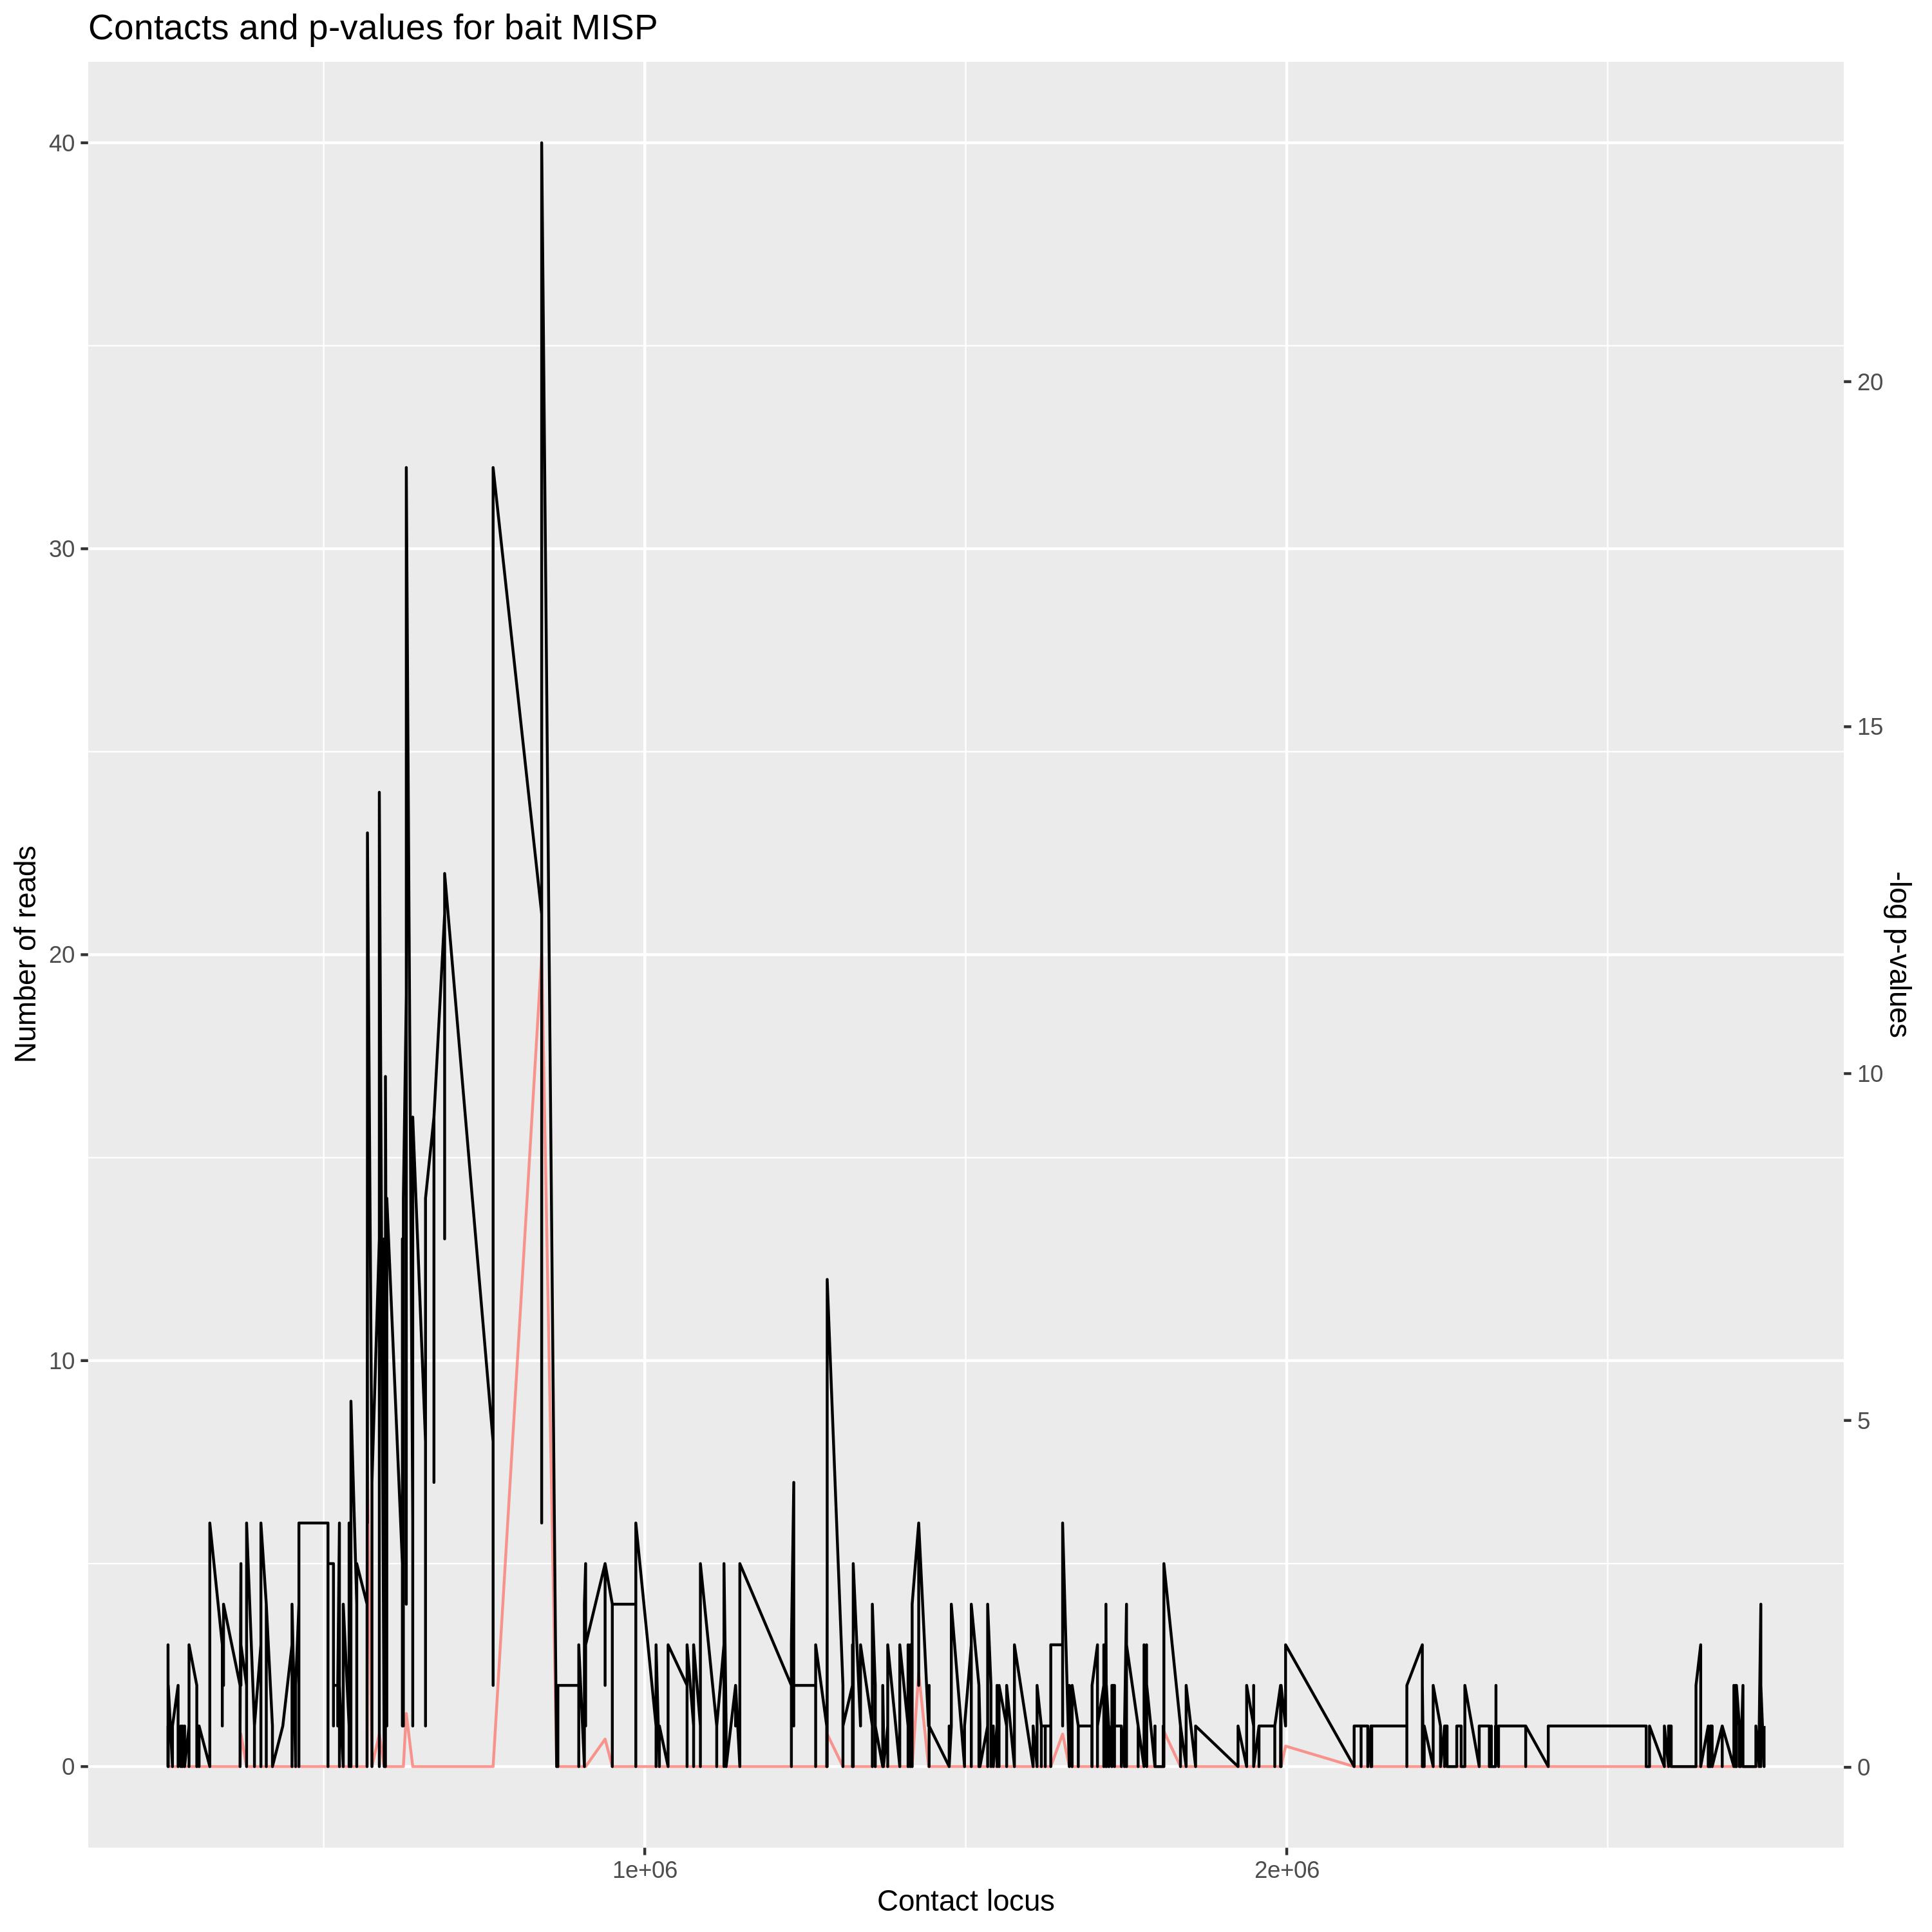 Contacts and p-values for bait MISP
40
30
20
10
0
Number of reads
20
15
10
5
0
-log p-values
1e+06
2e+06
Contact locus